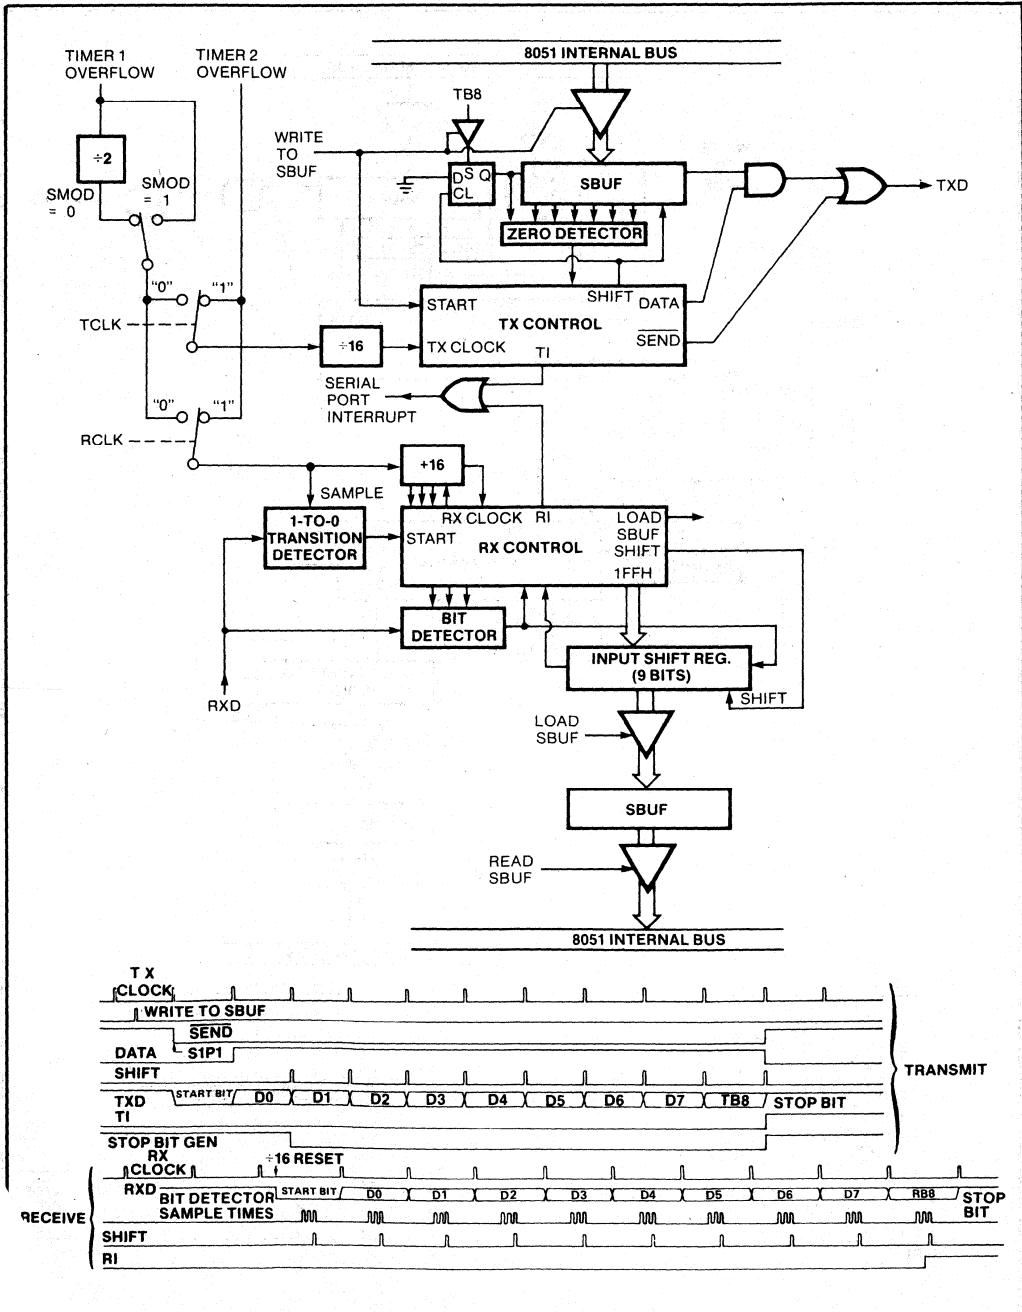 TIMER 1
OVERFLOW
TIMER 2
OVERFLOW
8051 INTERNAL BUS
TB8
WRITE
TO
SBUF
÷2
SMOD
= 0
SMOD
= 1
D S Q
CL
SBUF
TXD
ZERO DETECTOR
"0"
"1"
TCLK
START
SHIFT
DATA
TX CONTROL
SEND
÷16
TX CLOCK
TI
SERIAL
PORT
INTERRUPT
"0"
"1"
RCLK
+16
SAMPLE
1-TO-0
TRANSITION
DETECTOR
RX CLOCK
RI
LOAD
SBUF
START
RX CONTROL
SHIFT
1FFH
BIT
DETECTOR
RXD
INPUT SHIFT REG.
(9 BITS)
SHIFT
LOAD
SBUF
SBUF
READ
SBUF
8051 INTERNAL BUS
TX
CLOCK
WRITE TO SBUF
SEND
DATA
S1P1
SHIFT
TXD
START BIT
D0
D1
D2
D3
D4
D5
D6
D7
TB8
STOP BIT
TI
STOP BIT GEN
TRANSMIT
RX
CLOCK
÷16 RESET
RXD
START BIT
D0
D1
D2
D3
D4
D5
D6
D7
RB8
STOP
BIT
BIT DETECTOR
SAMPLE TIMES
RECEIVE
SHIFT
RI